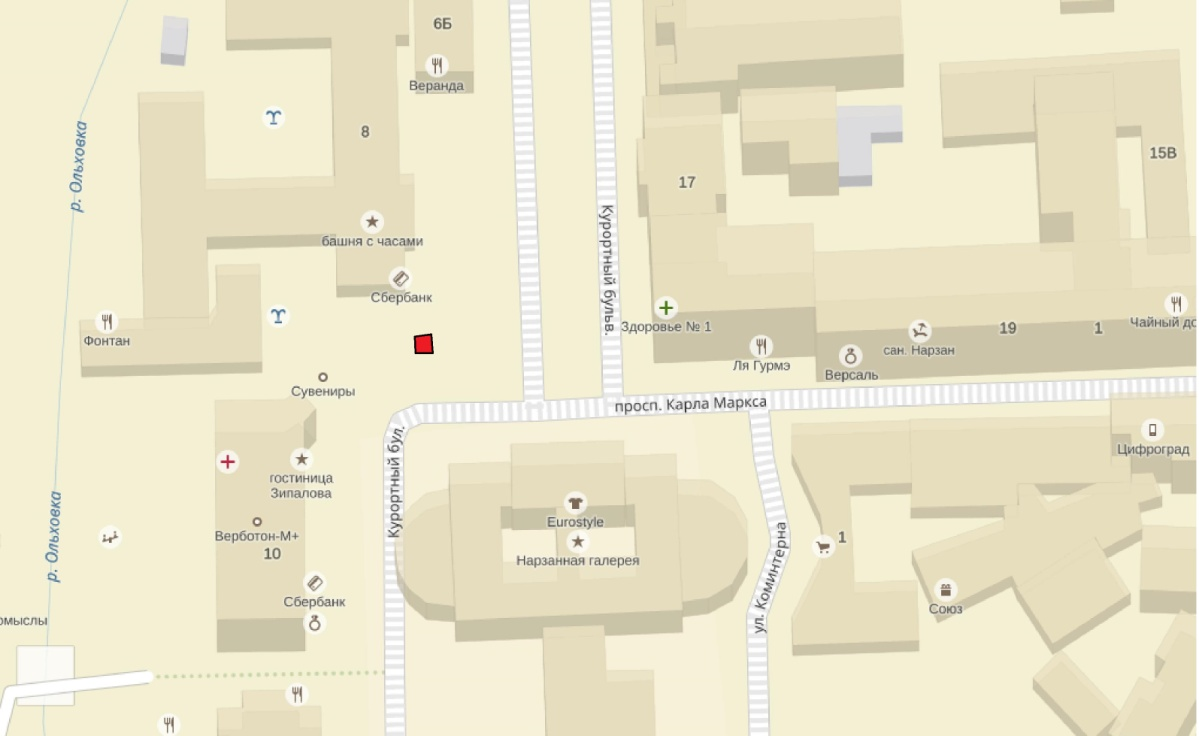 6Б
Веранда
р. Ольховка
8
15В
17
Курортный бульв.
башня с часами
Сбербанк
Фонтан
Здоровье № 1
19
1
Чайный до
сан. Нарзан
Ля Гурмэ
Версаль
Сувениры
просп. Карла Маркса
Курортный бул.
Цифроград
гостиница
Зипалова
Eurostyle
Верботон-М+
10
Нарзанная галерея
1
р. Ольховка
ул. Коминтерна
Сбербанк
Союз
омыслы